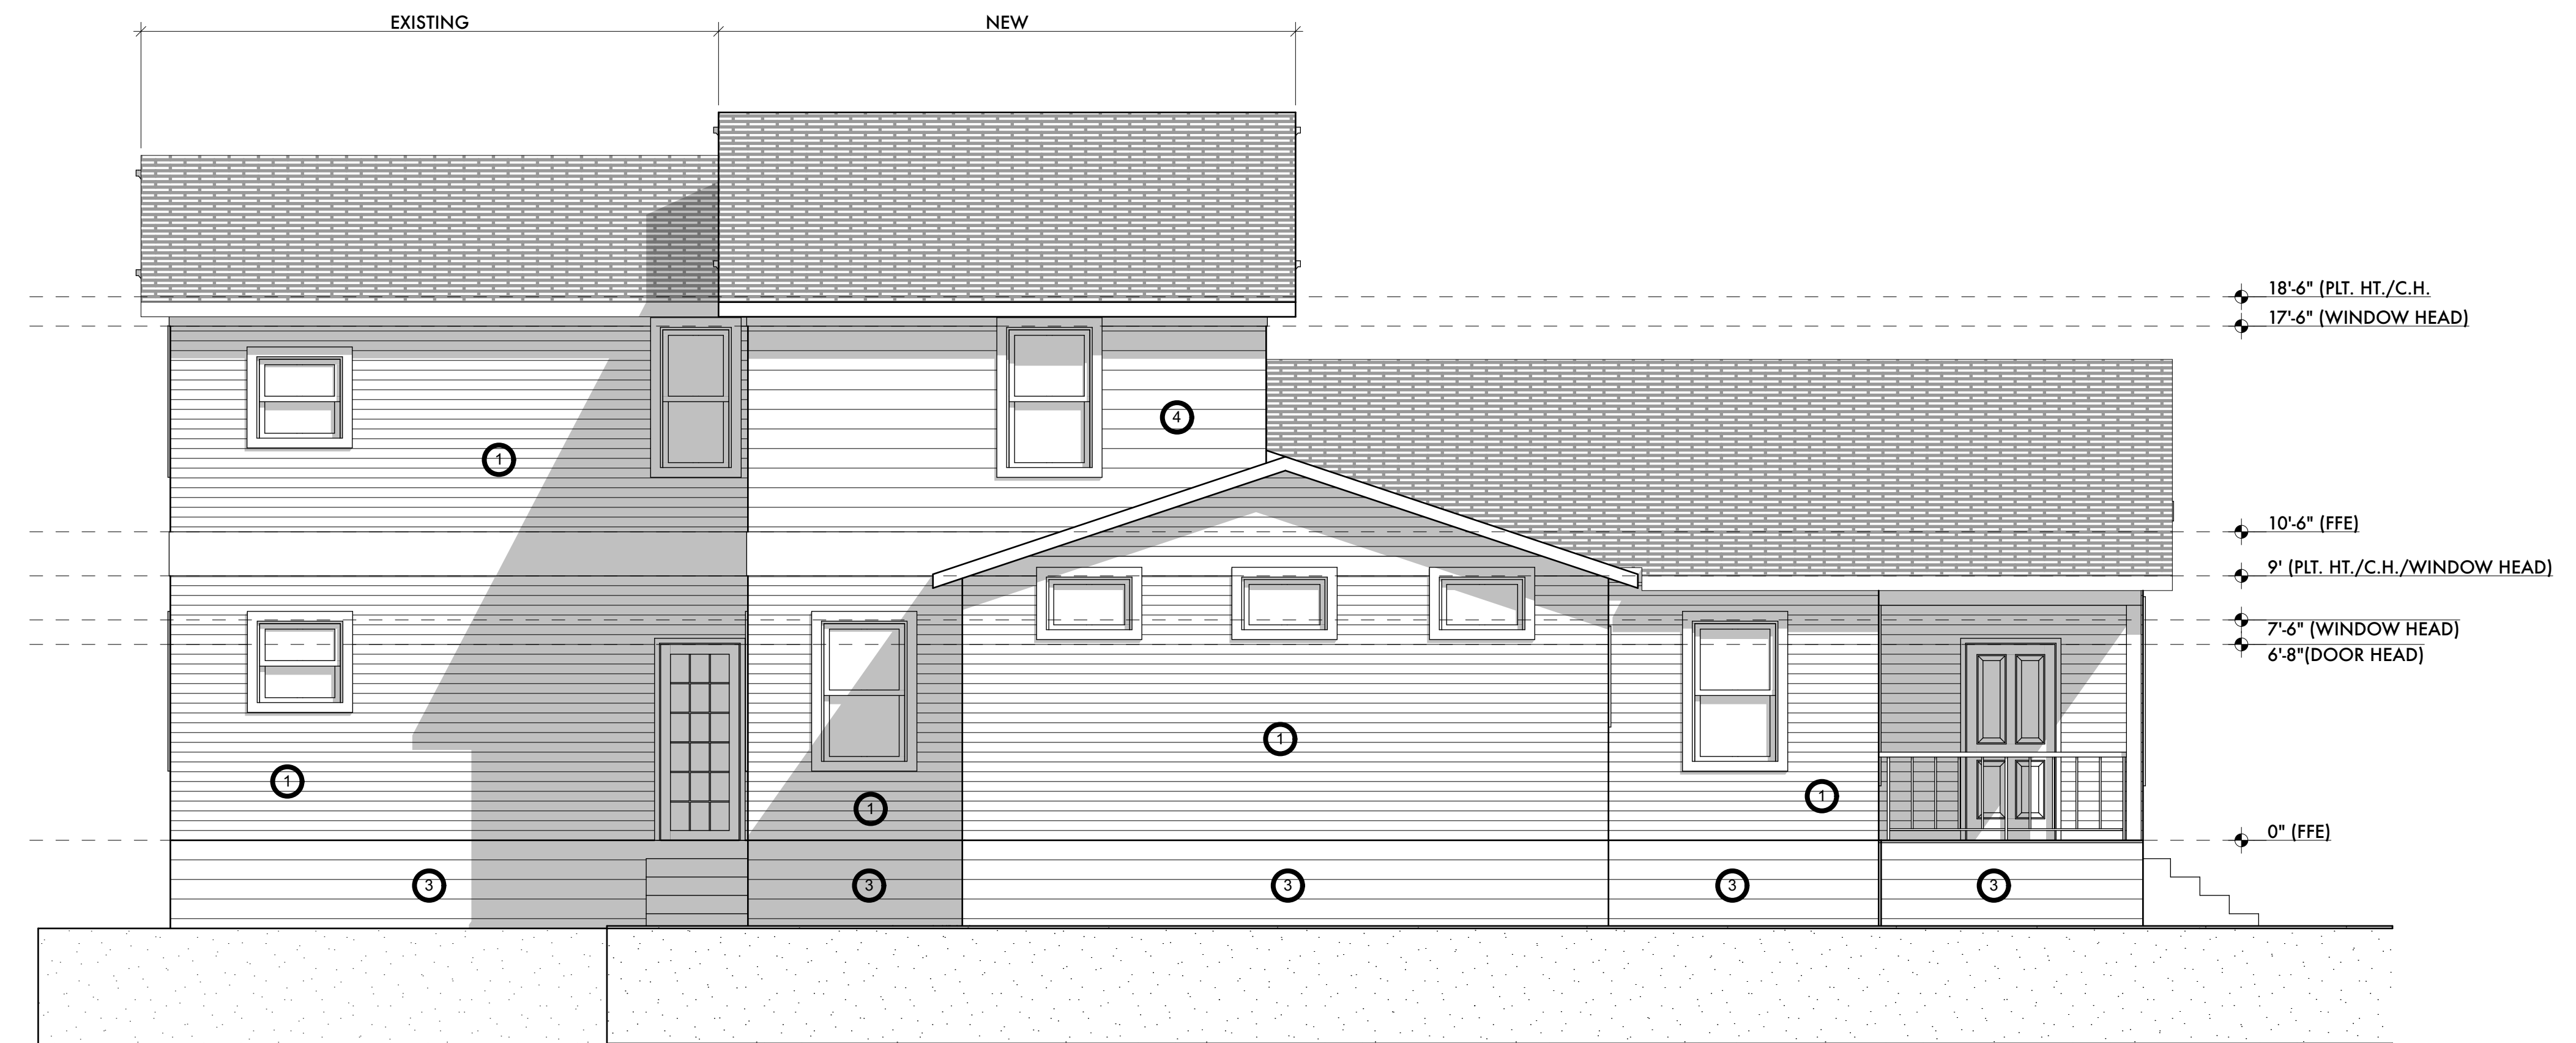 EXISTING
NEW
18'-6" (PLT. HT./C.H.
17'-6" (WINDOW HEAD)
4
1
10'-6" (FFE)
9' (PLT. HT./C.H./WINDOW HEAD)
7'-6" (WINDOW HEAD)
6'-8"(DOOR HEAD)
1
1
1
1
0" (FFE)
3
3
3
3
3